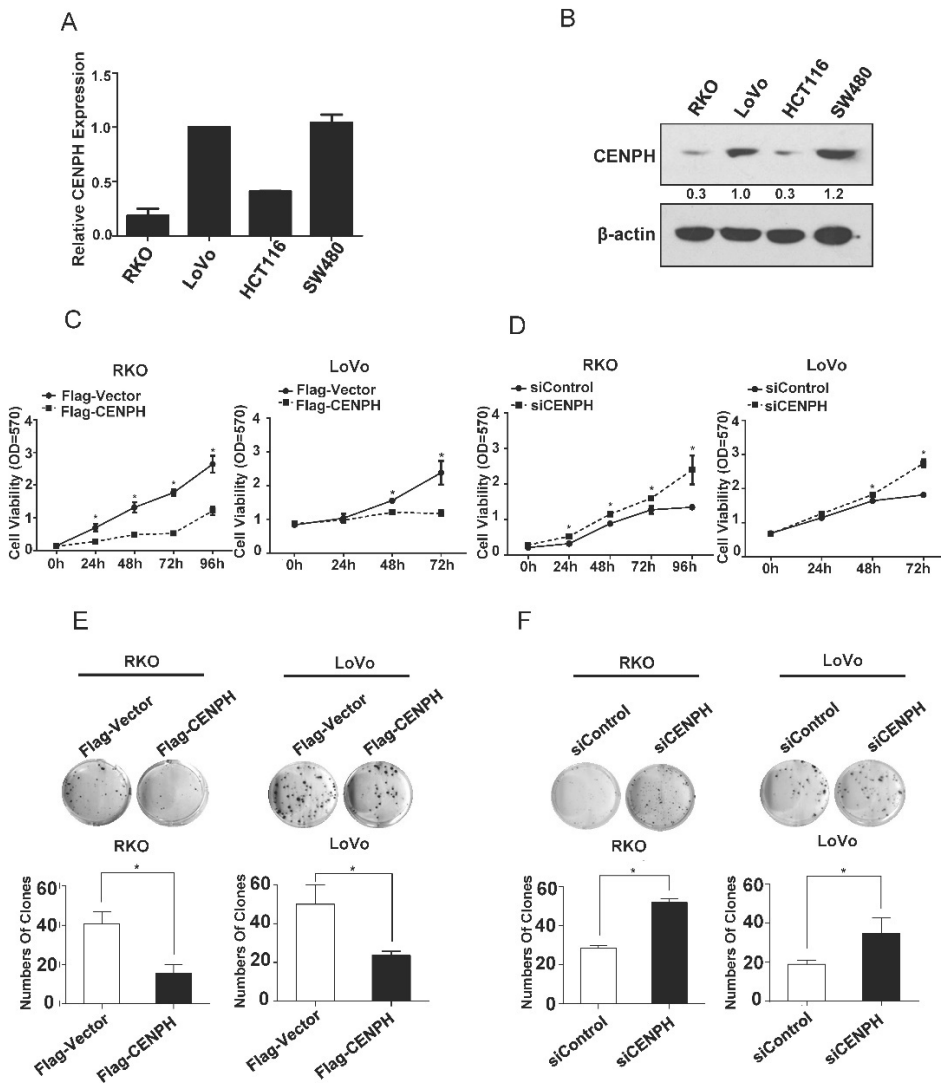 A
Relative CENPH Expression
1.5
1.0
0.5
0.0
RKO
LoVo
HCT116
SW480
B
RKO
LoVo
HCT116
SW480
CENPH
0.3 1.0 0.3 1.2
β-actin
C
RKO
Flag-Vector
Flag-CENPH
Cell Viability (OD=570)
4
3
2
1
0h 24h 48h 72h 96h
* * * *
LoVo
Flag-Vector
Flag-CENPH
Cell Viability (OD=570)
4
3
2
1
0h 24h 48h 72h
* *
D
RKO
siControl
siCENPH
Cell Viability (OD=570)
4
3
2
1
0h 24h 48h 72h 96h
* * * *
LoVo
siControl
siCENPH
Cell Viability (OD=570)
4
3
2
1
0h 24h 48h 72h
* *
E
RKO
Flag-Vector
Flag-CENPH
LoVo
Flag-Vector
Flag-CENPH
RKO
Numbers Of Clones
60
40
20
0
*
Flag-Vector
Flag-CENPH
LoVo
Numbers Of Clones
60
40
20
0
*
Flag-Vector
Flag-CENPH
F
RKO
siControl
siCENPH
LoVo
siControl
siCENPH
RKO
Numbers Of Clones
60
40
20
0
*
siControl
siCENPH
LoVo
Numbers Of Clones
60
40
20
0
*
siControl
siCENPH